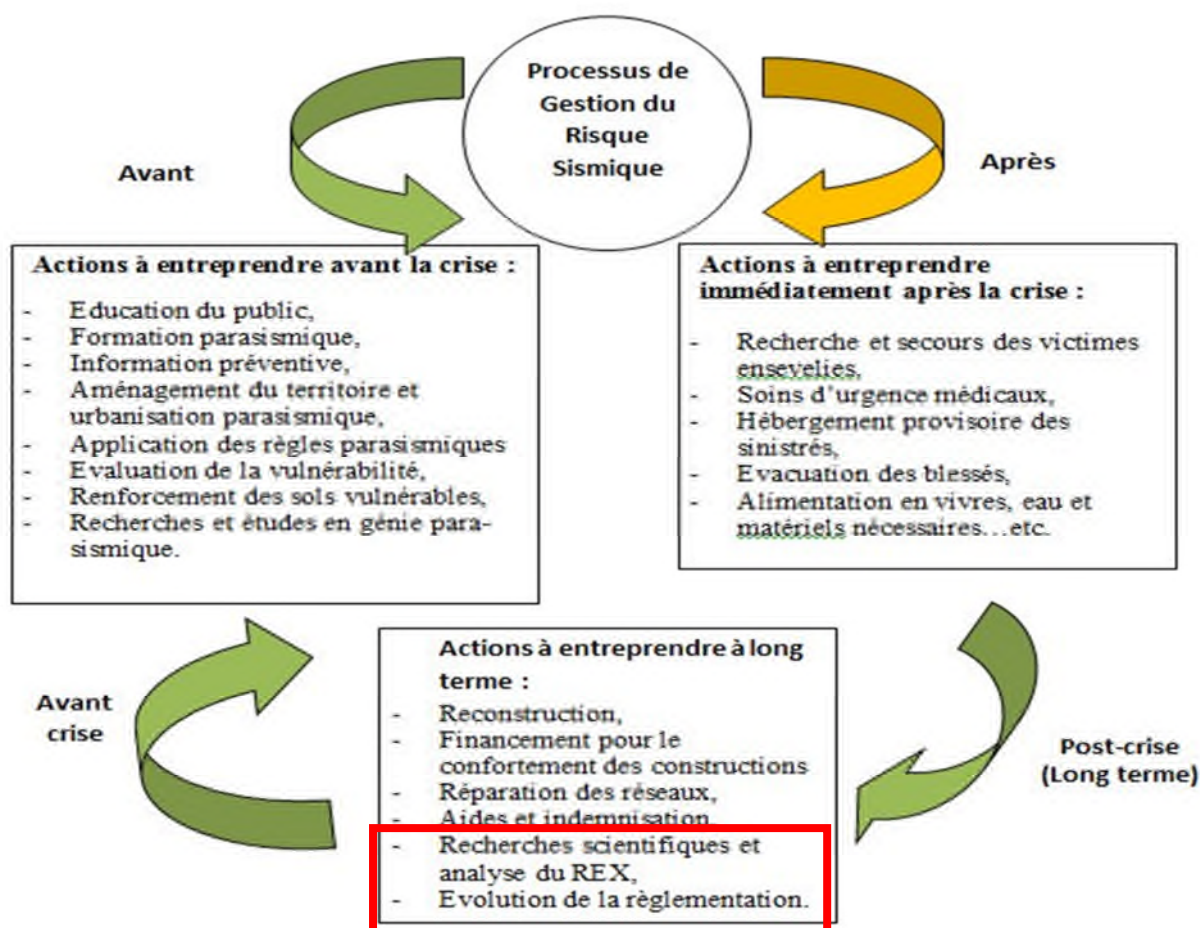 Processus de
Gestion du
Risque
Sismique
Avant
Après
Actions à entreprendre avant la crise :
- Education du public,
- Formation parasismique,
- Information préventive,
- Aménagement du territoire et
urbanisation parasismique,
- Application des règles parasismiques
- Evaluation de la vulnérabilité,
- Renforcement des sols vulnérables,
- Recherches et études en génie para-
sismique.
Actions à entreprendre
immédiatement après la crise :
- Recherche et secours des victimes
ensevelies,
- Soins d'urgence médicaux,
- Hébergement provisoire des
sinistrés,
- Evacuation des blessés,
- Alimentation en vivres, eau et
matériels nécessaires…etc.
Avant
crise
Actions à entreprendre à long
terme :
- Reconstruction,
- Financement pour le
confortement des constructions
- Réparation des réseaux,
- Aides et indemnisation
- Recherches scientifiques et
analyse du REX,
- Evolution de la règlementation.
Post-crise
(Long terme)